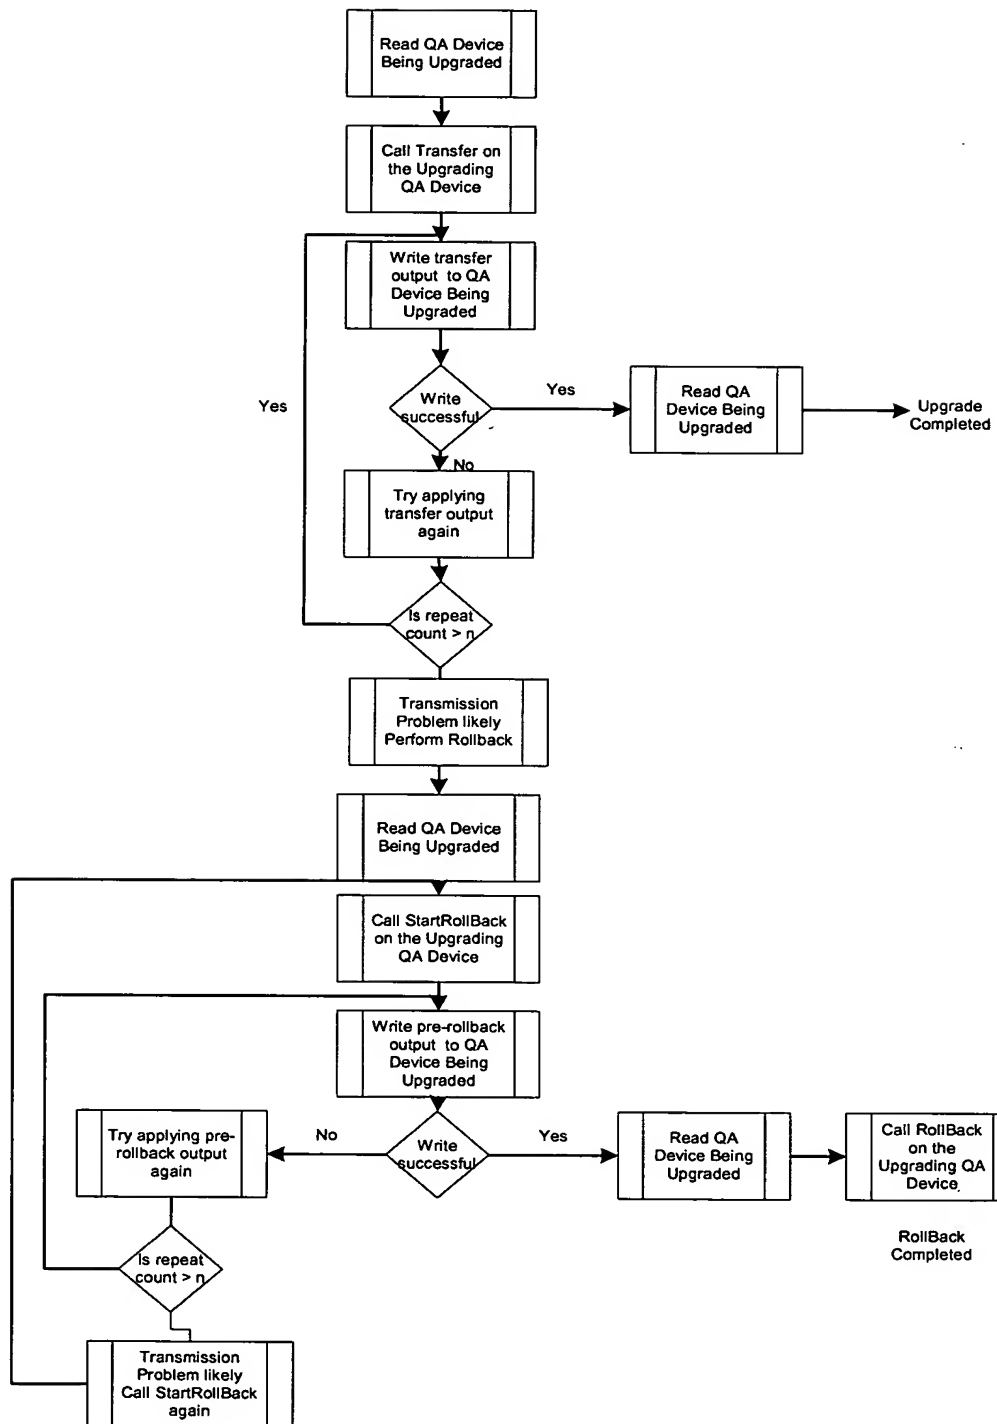 Read QA Device
Being Upgraded
Call Transfer on
the Upgrading
QA Device
Write transfer
output to QA
Device Being
Upgraded
Yes
Write
successful
Yes
Read QA
Device Being
Upgraded
Upgrade
Completed
No
Try applying
transfer output
again
Is repeat
count > n
Transmission
Problem likely
Perform Rollback
Read QA Device
Being Upgraded
Call StartRollBack
on the Upgrading
QA Device
Write pre-rollback
output to QA
Device Being
Upgraded
Try applying pre-
rollback output
again
No
Write
successful
Yes
Read QA
Device Being
Upgraded
Call RollBack
on the
Upgrading QA
Device
RollBack
Completed
Is repeat
count > n
Transmission
Problem likely
Call StartRollBack
again